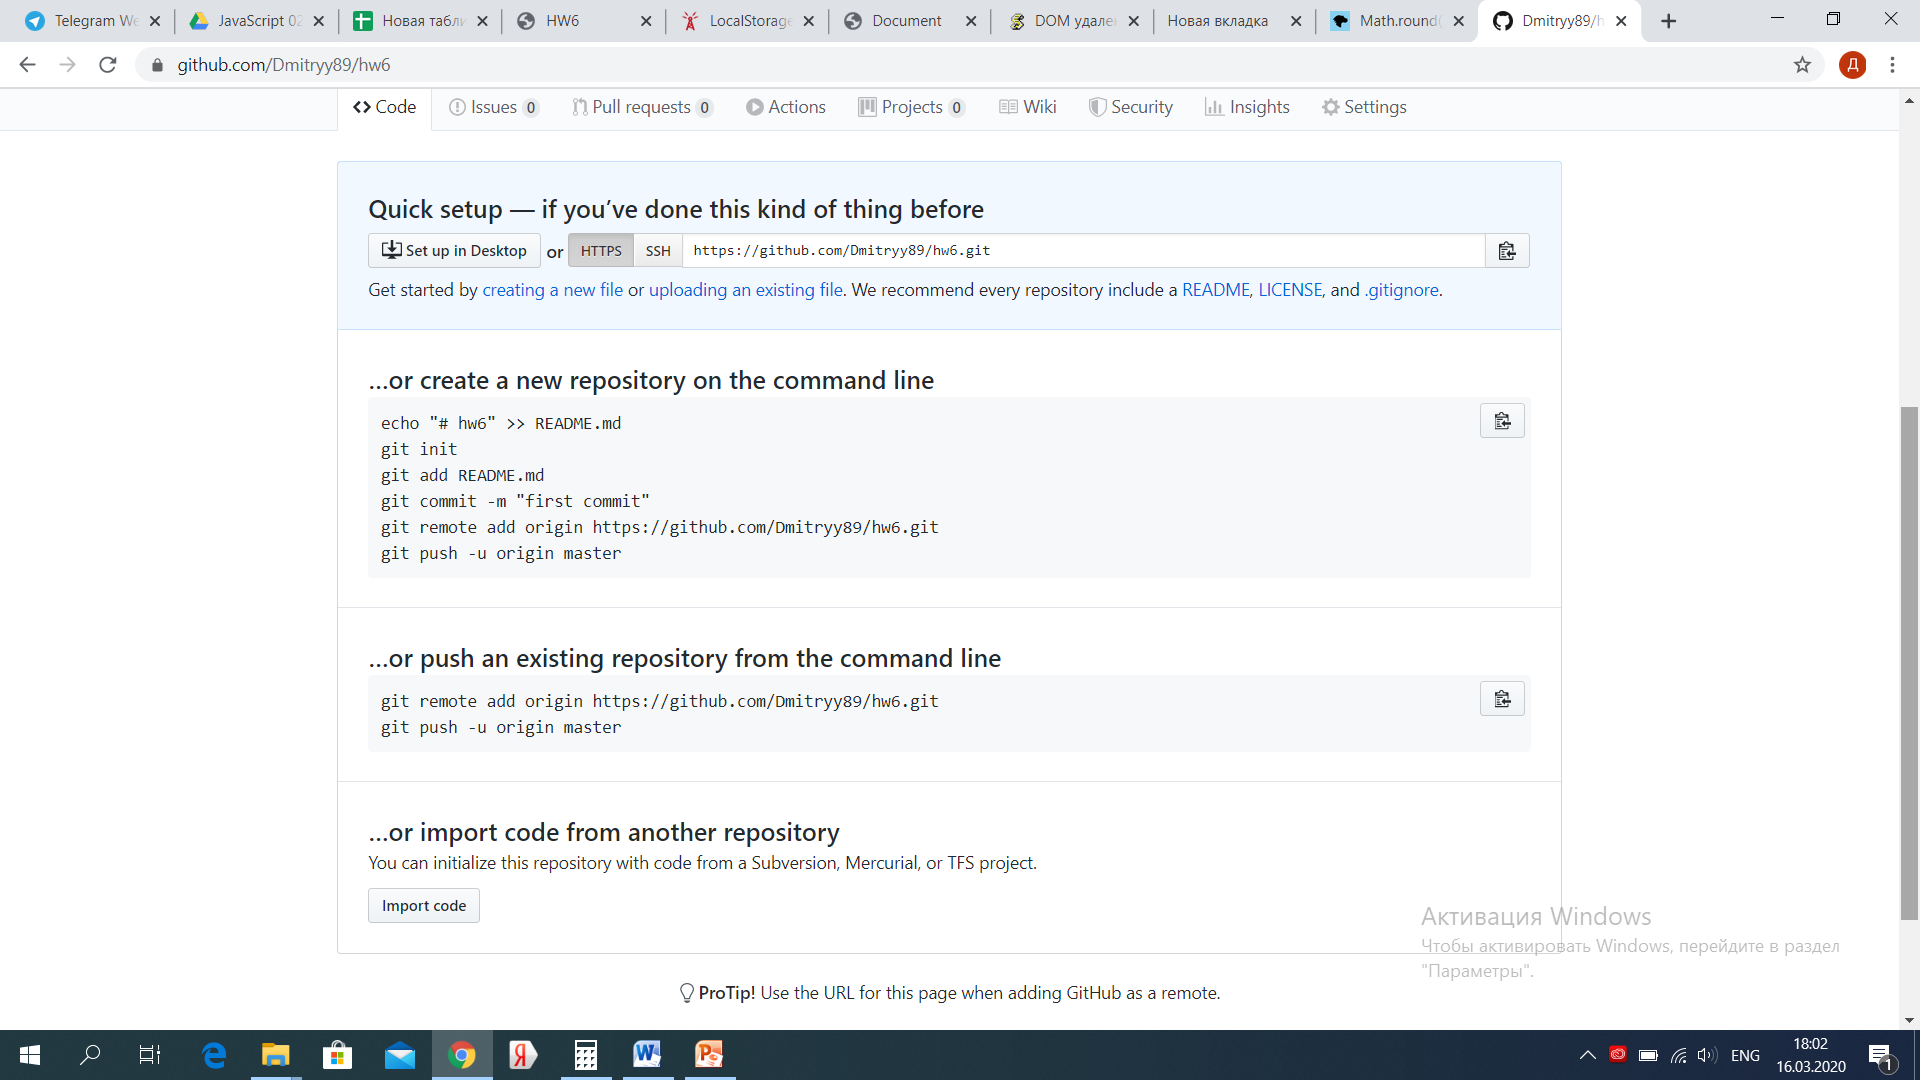 Telegram We
JavaScript 02
Новая табли
HW6
LocalStorage
Document
DOM удале
Новая вкладка
Math.round(
Dmitryy89/h
github.com/Dmitryy89/hw6
Д
Code
Issues 0
Pull requests 0
Actions
Projects 0
Wiki
Security
Insights
Settings
Quick setup — if you’ve done this kind of thing before
Set up in Desktop or HTTPS SSH https://github.com/Dmitryy89/hw6.git
Get started by creating a new file or uploading an existing file. We recommend every repository include a README, LICENSE, and .gitignore.
…or create a new repository on the command line
echo "# hw6" >> README.md
git init
git add README.md
git commit -m "first commit"
git remote add origin https://github.com/Dmitryy89/hw6.git
git push -u origin master
…or push an existing repository from the command line
git remote add origin https://github.com/Dmitryy89/hw6.git
git push -u origin master
…or import code from another repository
You can initialize this repository with code from a Subversion, Mercurial, or TFS project.
Import code
Активация Windows
Чтобы активировать Windows, перейдите в раздел
"Параметры".
ProTip! Use the URL for this page when adding GitHub as a remote.
ENG
18:02
16.03.2020
1